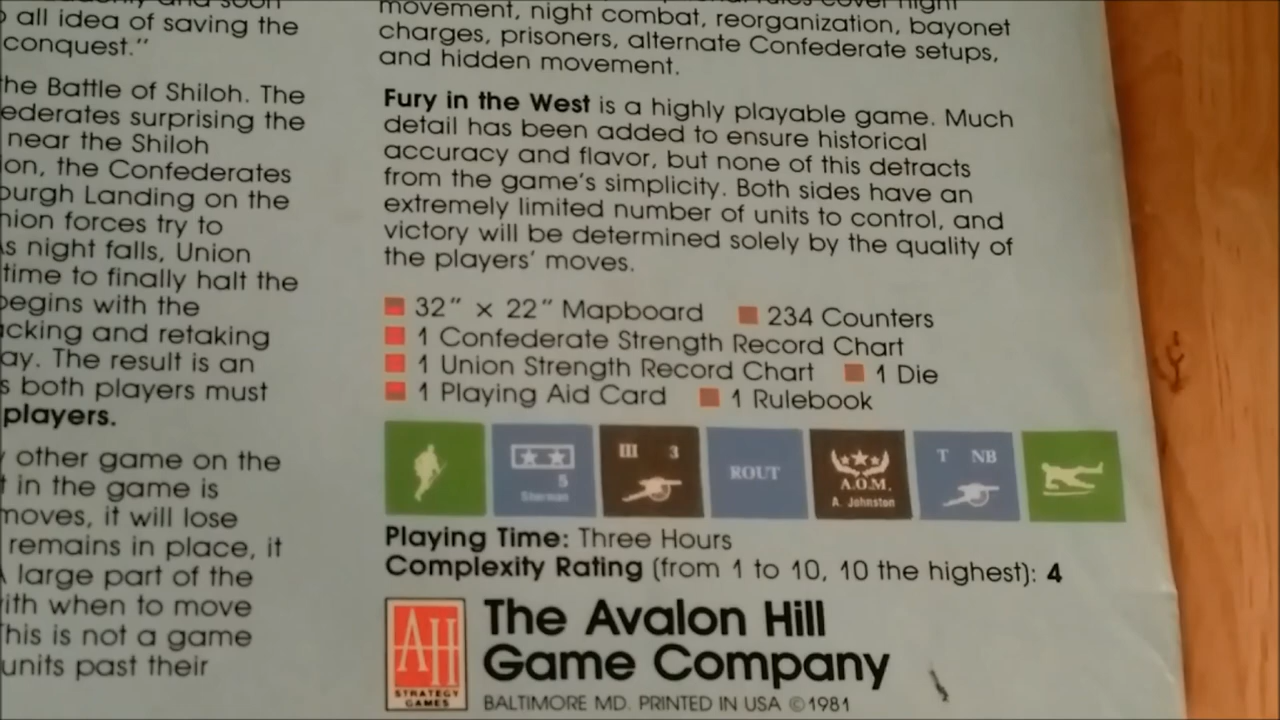 all idea of saving the
conquest."
the Battle of Shiloh. The
ederates surprising the
near the Shiloh
on, the Confederates
burgh Landing on the
nion forces try to
s night falls, Union
time to finally halt the
begins with the
cking and retaking
ay. The result is an
s both players must
players.
other game on the
t in the game is
moves, it will lose
remains in place, it
large part of the
ith when to move
This is not a game
units past their
movement, night combat, reorganization, bayonet
charges, prisoners, alternate Confederate setups,
and hidden movement.
Fury in the West is a highly playable game. Much
detail has been added to ensure historical
accuracy and flavor, but none of this detracts
from the game's simplicity. Both sides have an
extremely limited number of units to control, and
victory will be determined solely by the quality of
the players' moves.
32" × 22" Mapboard 234 Counters
1 Confederate Strength Record Chart
1 Union Strength Record Chart 1 Die
1 Playing Aid Card 1 Rulebook
5
Sherman
III 3
ROUT
A.O.M.
A. Johnston
T NB
Playing Time: Three Hours
Complexity Rating (from 1 to 10, 10 the highest): 4
AH
STRATEGY
GAMES
The Avalon Hill
Game Company
BALTIMORE MD. PRINTED IN USA ©1981